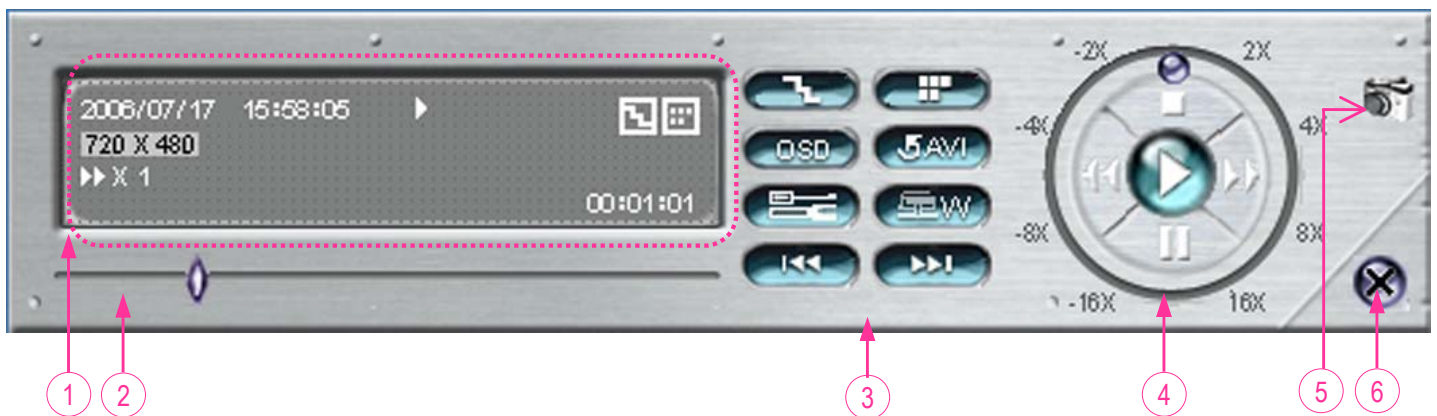 2006/07/17 15:58:05
720 X 480
X 1
00:01:01
OSD
AVI
W
-2X 2X
-4X 4X
-8X 8X
-16X 16X
1 2 3 4 5 6